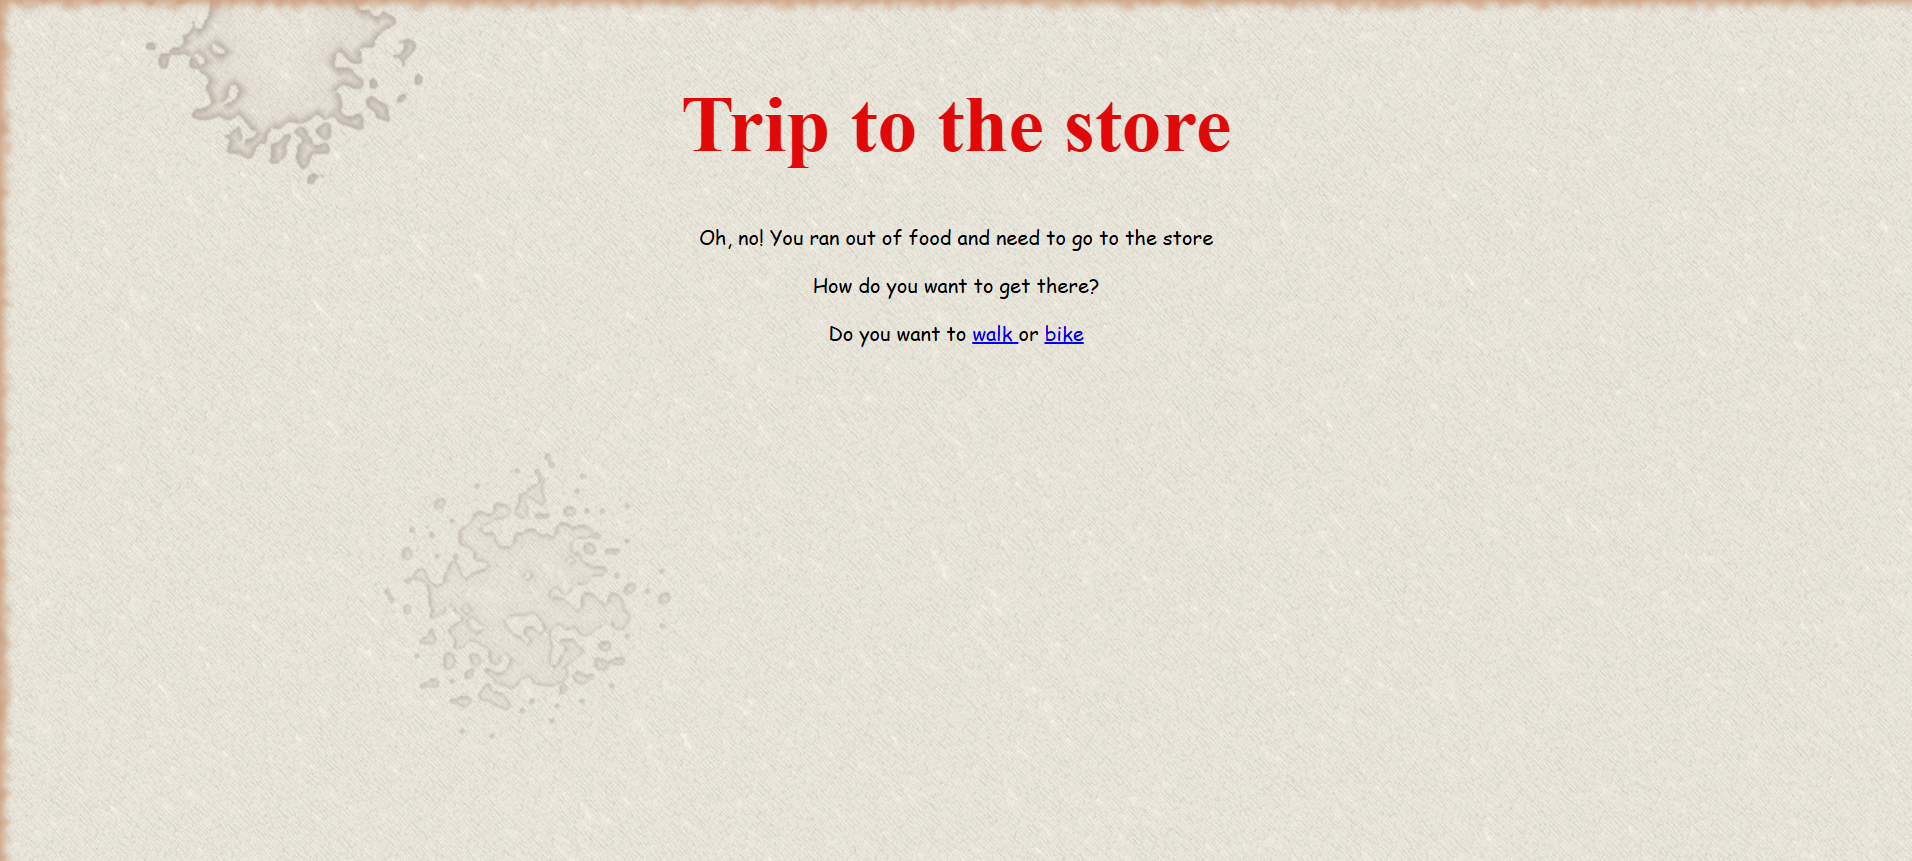 Trip to the store
Oh, no! You ran out of food and need to go to the store
How do you want to get there?
Do you want to walk or bike